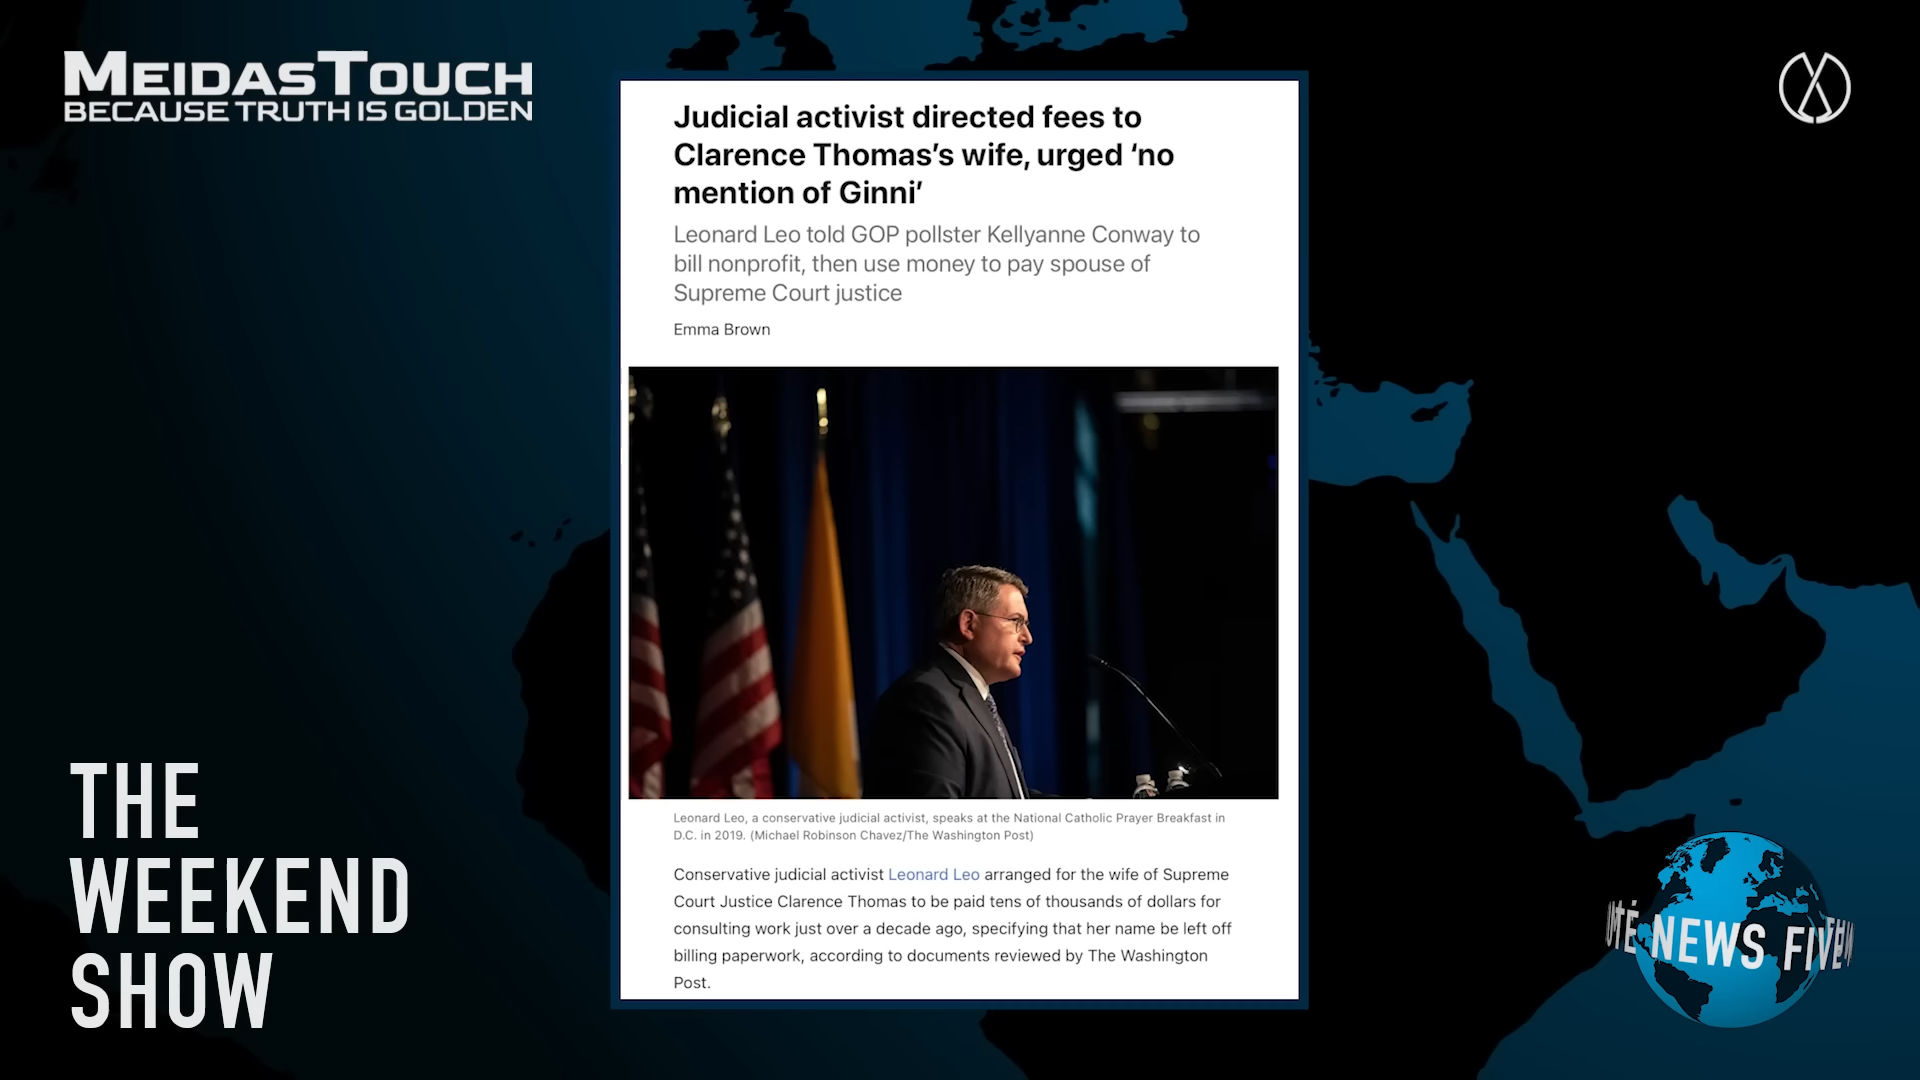 MEIDASTOUCH
BECAUSE TRUTH IS GOLDEN
Judicial activist directed fees to
Clarence Thomas's wife, urged ‘no
mention of Ginni’
Leonard Leo told GOP pollster Kellyanne Conway to
bill nonprofit, then use money to pay spouse of
Supreme Court justice
Emma Brown
Leonard Leo, a conservative judicial activist, speaks at the National Catholic Prayer Breakfast in
D.C. in 2019. (Michael Robinson Chavez/The Washington Post)
Conservative judicial activist Leonard Leo arranged for the wife of Supreme
Court Justice Clarence Thomas to be paid tens of thousands of dollars for
consulting work just over a decade ago, specifying that her name be left off
billing paperwork, according to documents reviewed by The Washington
Post.
THE
WEEKEND
SHOW
NEWS FIVE